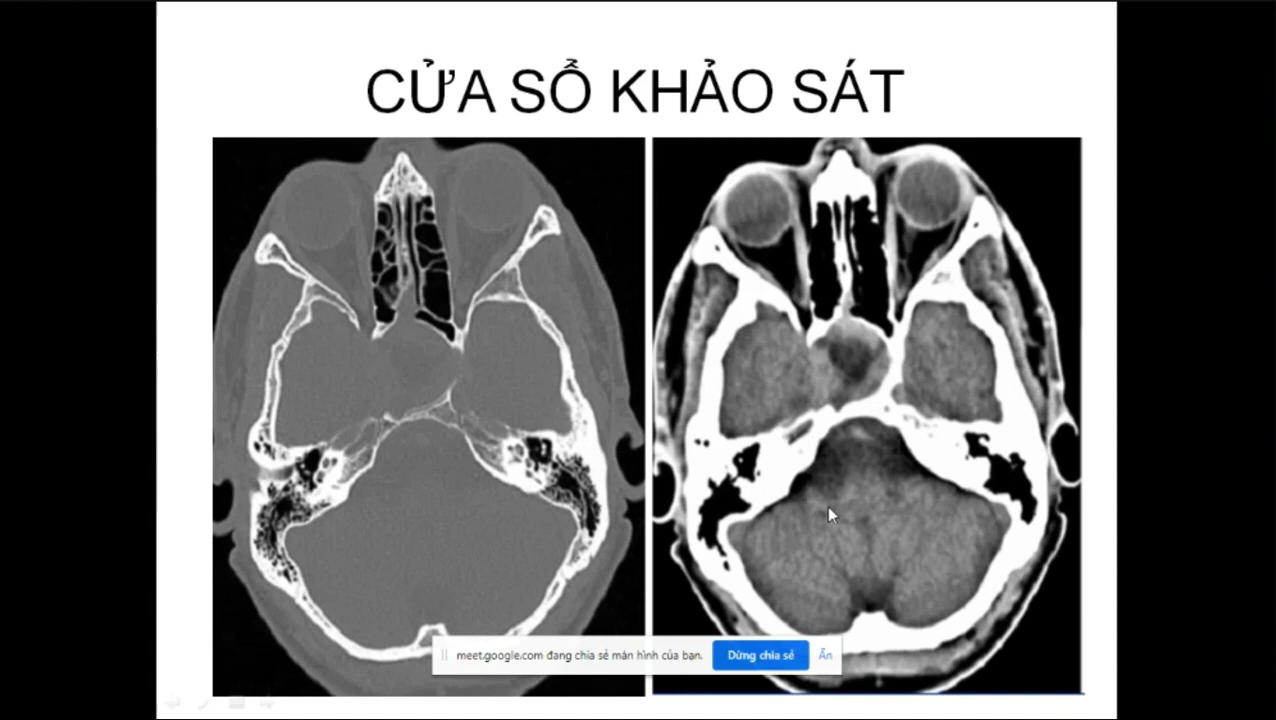 CỬA SỔ KHẢO SÁT
meet.google.com đang chia sẻ màn hình của bạn. Dừng chia sẻ Ẩn